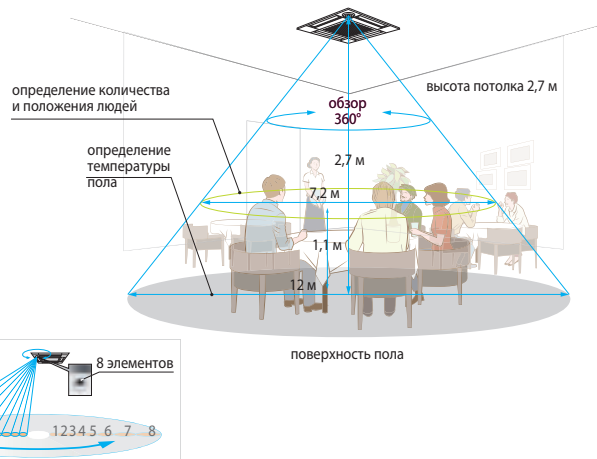 высота потолка 2,7 м
определение количества
и положения людей
обзор
360°
определение
температуры
пола
2,7 м
7,2 м
1,1 м
12 м
поверхность пола
8 элементов
1 2 3 4 5 6 7 8